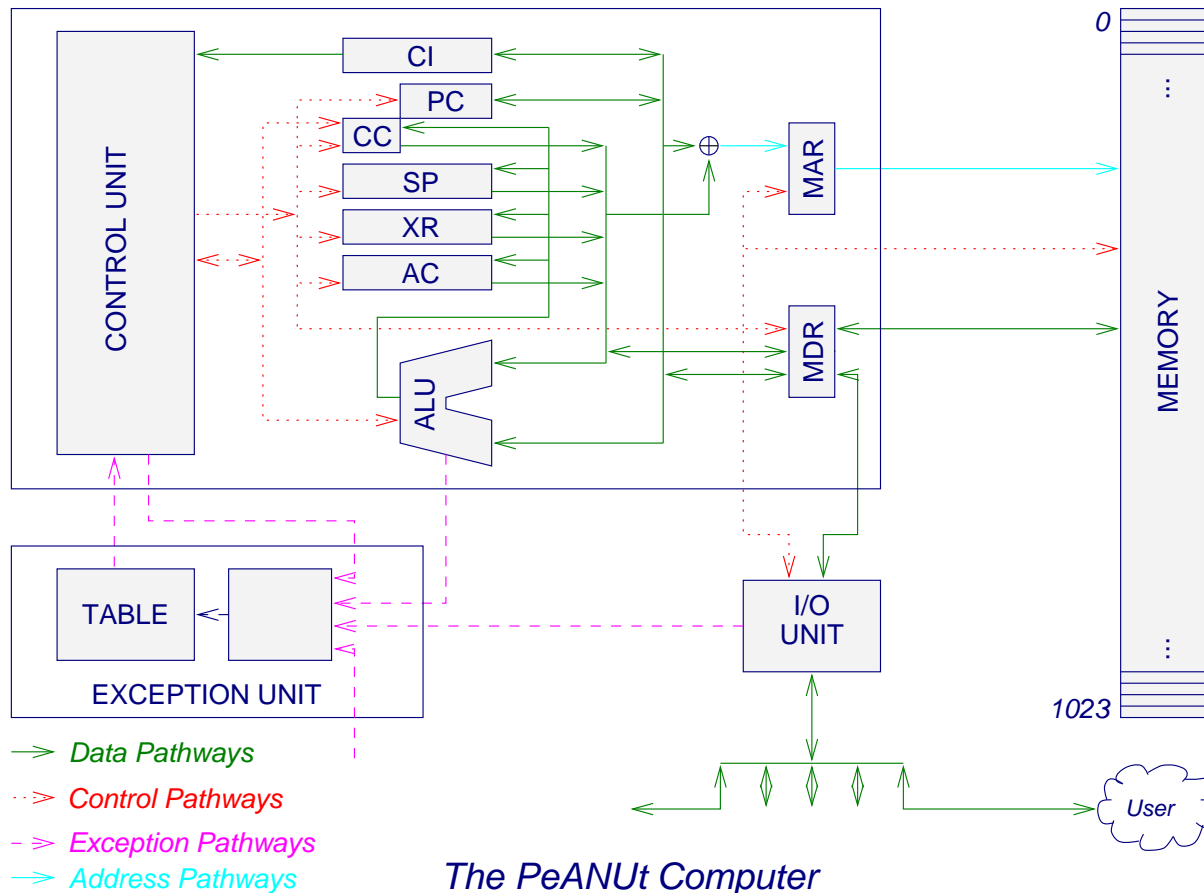 0
CI
PC
CC
SP
XR
AC
CONTROL UNIT
MAR
⋮
MDR
ALU
MEMORY
⋮
TABLE
I/O
UNIT
EXCEPTION UNIT
1023
Data Pathways
Control Pathways
Exception Pathways
Address Pathways
User
The PeANUt Computer